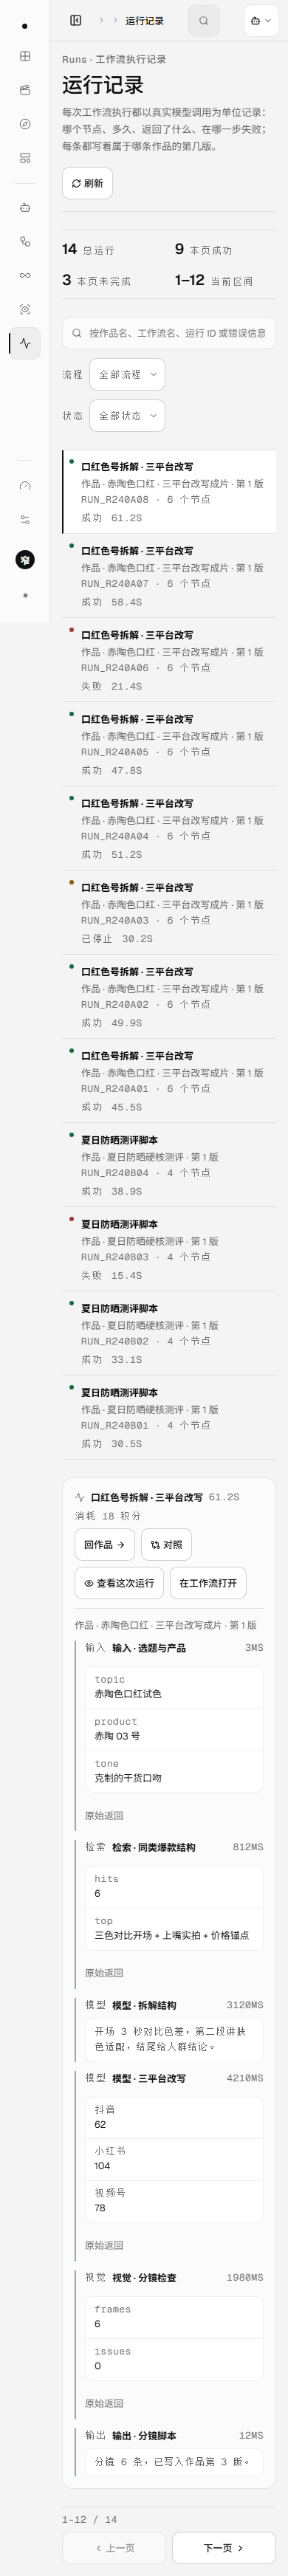 运行记录
Runs · 工作流执行记录
运行记录
每次工作流执行都以真实模型调用为单位记录:
哪个节点、多久、返回了什么、在哪一步失败;
每条都写着属于哪条作品的第几版。
刷新
14 总运行
9 本页成功
3 本页未完成
1–12 当前区间
按作品名、工作流名、运行 ID 或错误信息
流程 全部流程
状态 全部状态
口红色号拆解 · 三平台改写
作品 · 赤陶色口红 · 三平台改写成片 · 第 1 版
RUN_R240A08 · 6 个节点
成功 61.2S
口红色号拆解 · 三平台改写
作品 · 赤陶色口红 · 三平台改写成片 · 第 1 版
RUN_R240A07 · 6 个节点
成功 58.4S
口红色号拆解 · 三平台改写
作品 · 赤陶色口红 · 三平台改写成片 · 第 1 版
RUN_R240A06 · 6 个节点
失败 21.4S
口红色号拆解 · 三平台改写
作品 · 赤陶色口红 · 三平台改写成片 · 第 1 版
RUN_R240A05 · 6 个节点
成功 47.8S
口红色号拆解 · 三平台改写
作品 · 赤陶色口红 · 三平台改写成片 · 第 1 版
RUN_R240A04 · 6 个节点
成功 51.2S
口红色号拆解 · 三平台改写
作品 · 赤陶色口红 · 三平台改写成片 · 第 1 版
RUN_R240A03 · 6 个节点
已停止 30.2S
口红色号拆解 · 三平台改写
作品 · 赤陶色口红 · 三平台改写成片 · 第 1 版
RUN_R240A02 · 6 个节点
成功 49.9S
口红色号拆解 · 三平台改写
作品 · 赤陶色口红 · 三平台改写成片 · 第 1 版
RUN_R240A01 · 6 个节点
成功 45.5S
夏日防晒测评脚本
作品 · 夏日防晒硬核测评 · 第 1 版
RUN_R240B04 · 4 个节点
成功 38.9S
夏日防晒测评脚本
作品 · 夏日防晒硬核测评 · 第 1 版
RUN_R240B03 · 4 个节点
失败 15.4S
夏日防晒测评脚本
作品 · 夏日防晒硬核测评 · 第 1 版
RUN_R240B02 · 4 个节点
成功 33.1S
夏日防晒测评脚本
作品 · 夏日防晒硬核测评 · 第 1 版
RUN_R240B01 · 4 个节点
成功 30.5S
口红色号拆解 · 三平台改写 61.2S
消耗 18 积分
回作品 →
对照
查看这次运行
在工作流打开
作品 · 赤陶色口红 · 三平台改写成片 · 第 1 版
输入 输入 · 选题与产品 3MS
topic
赤陶色口红试色
product
赤陶 03 号
tone
克制的干货口吻
原始返回
检索 检索 · 同类爆款结构 812MS
hits
6
top
三色对比开场 + 上嘴实拍 + 价格锚点
原始返回
模型 模型 · 拆解结构 3120MS
开场 3 秒对比色差,第二段讲肤
色适配,结尾给人群结论。
模型 模型 · 三平台改写 4210MS
抖音
62
小红书
104
视频号
78
原始返回
视觉 视觉 · 分镜检查 1980MS
frames
6
issues
0
原始返回
输出 输出 · 分镜脚本 12MS
分镜 6 条,已写入作品第 3 版。
1–12 / 14
上一页
下一页